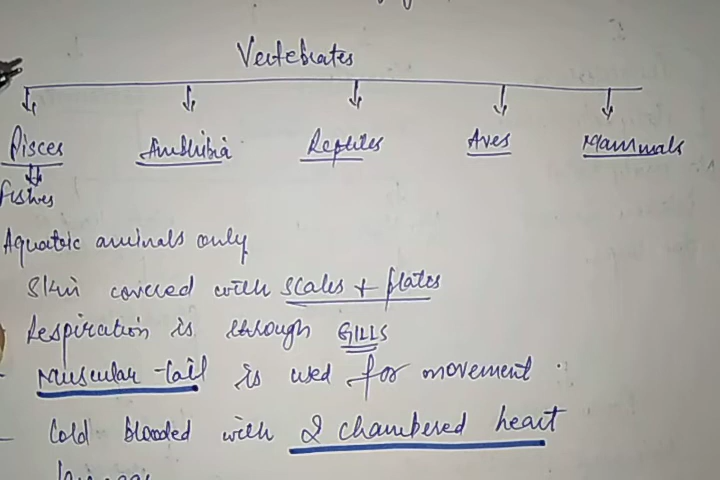 Vertebrates
Pisces Amphibia Reptiles Aves Mammals
Fishes
Aquatic animals only
Skin covered with scales + plates
Respiration is through GILLS
- Muscular tail is used for movement.
- Cold blooded with 2 chambered heart